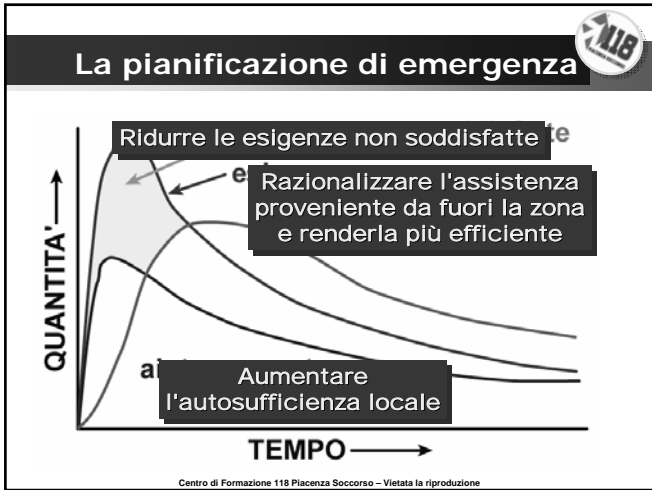 La pianificazione di emergenza
118
Ridurre le esigenze non soddisfatte
Razionalizzare l'assistenza
proveniente da fuori la zona
e renderla più efficiente
QUANTITA'
Aumentare
l'autosufficienza locale
TEMPO
Centro di Formazione 118 Piacenza Soccorso – Vietata la riproduzione